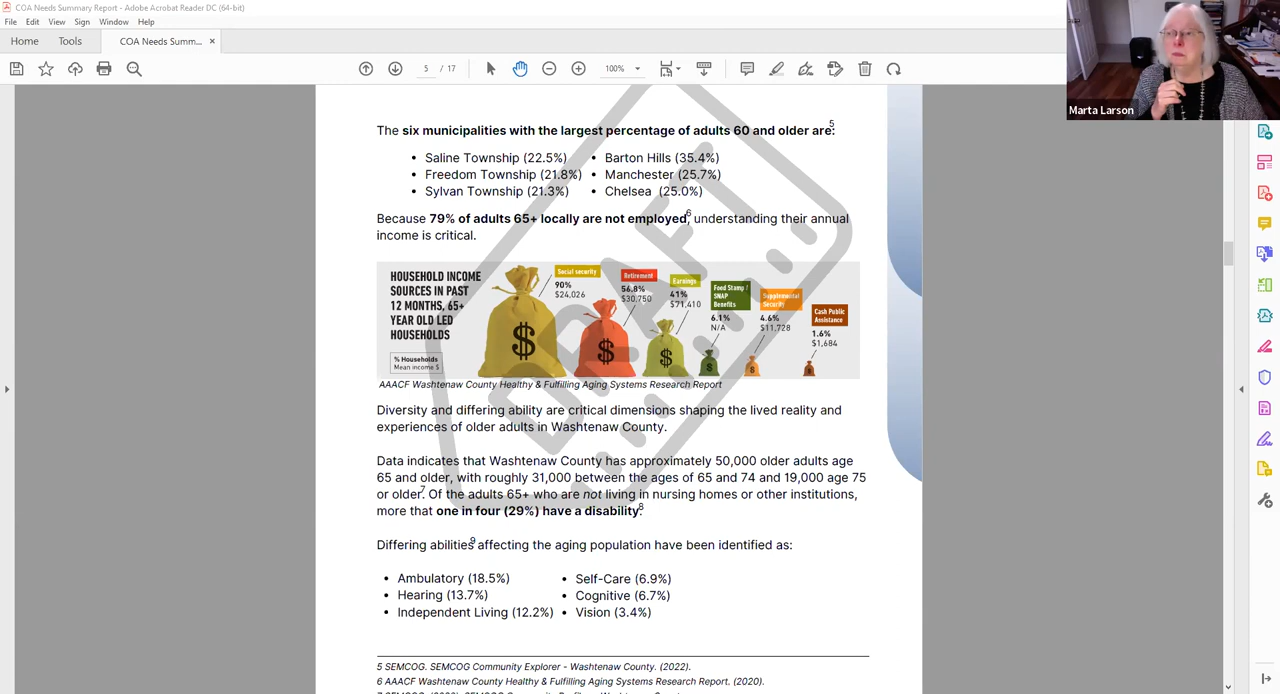 COA Needs Summary Report - Adobe Acrobat Reader DC (64-bit)
File Edit View Sign Window Help
Home Tools COA Needs Summ... ×
5 / 17 100%
Marta Larson
The six municipalities with the largest percentage of adults 60 and older are:5
• Saline Township (22.5%) • Barton Hills (35.4%)
• Freedom Township (21.8%) • Manchester (25.7%)
• Sylvan Township (21.3%) • Chelsea (25.0%)
Because 79% of adults 65+ locally are not employed,6 understanding their annual
income is critical.
HOUSEHOLD INCOME
SOURCES IN PAST
12 MONTHS, 65+
YEAR OLD LED
HOUSEHOLDS
% Households
Mean income $
Social security
90%
$24,026
Retirement
56.8%
$30,750
Earnings
41%
$71,410
Food Stamp /
SNAP
Benefits
6.1%
N/A
Supplemental
Security
4.6%
$11,728
Cash Public
Assistance
1.6%
$1,684
$ $ $ $ $
DRAFT
AAACF Washtenaw County Healthy & Fulfilling Aging Systems Research Report
Diversity and differing ability are critical dimensions shaping the lived reality and
experiences of older adults in Washtenaw County.
Data indicates that Washtenaw County has approximately 50,000 older adults age
65 and older, with roughly 31,000 between the ages of 65 and 74 and 19,000 age 75
or older.7 Of the adults 65+ who are not living in nursing homes or other institutions,
more that one in four (29%) have a disability.8
Differing abilities9 affecting the aging population have been identified as:
• Ambulatory (18.5%) • Self-Care (6.9%)
• Hearing (13.7%) • Cognitive (6.7%)
• Independent Living (12.2%) • Vision (3.4%)
5 SEMCOG. SEMCOG Community Explorer - Washtenaw County. (2022).
6 AAACF Washtenaw County Healthy & Fulfilling Aging Systems Research Report. (2020).